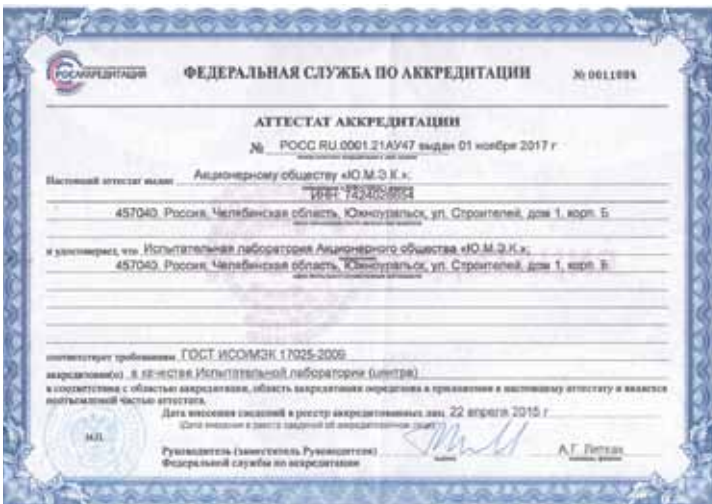 РОСАККРЕДИТАЦИЯ
ФЕДЕРАЛЬНАЯ СЛУЖБА ПО АККРЕДИТАЦИИ
№ 0011084
АТТЕСТАТ АККРЕДИТАЦИИ
№ РОСС RU.0001.21АУ47 выдан 01 ноября 2017 г
Настоящий аттестат выдан Акционерному обществу «Ю.М.Э.К.»;
ИНН:
457040, Россия, Челябинская область, Южноуральск, ул. Строителей, дом 1, корп. Б
и удостоверяет, что Испытательная лаборатория Акционерного общества «Ю.М.Э.К.»;
457040, Россия, Челябинская область, Южноуральск, ул. Строителей, дом 1, корп. Б.
соответствует требованиям ГОСТ ИСО/МЭК 17025-2009
аккредитован(о) в качестве Испытательной лаборатории (центра)
в соответствии с областью аккредитации, область аккредитации определена в приложении к настоящему аттестату и является
неотъемлемой частью аттестата.
Дата внесения сведений в реестр аккредитованных лиц 22 апреля 2015 г
М.П.
Руководитель (заместитель Руководителя)
Федеральной службы по аккредитации
А.Г. Литвак